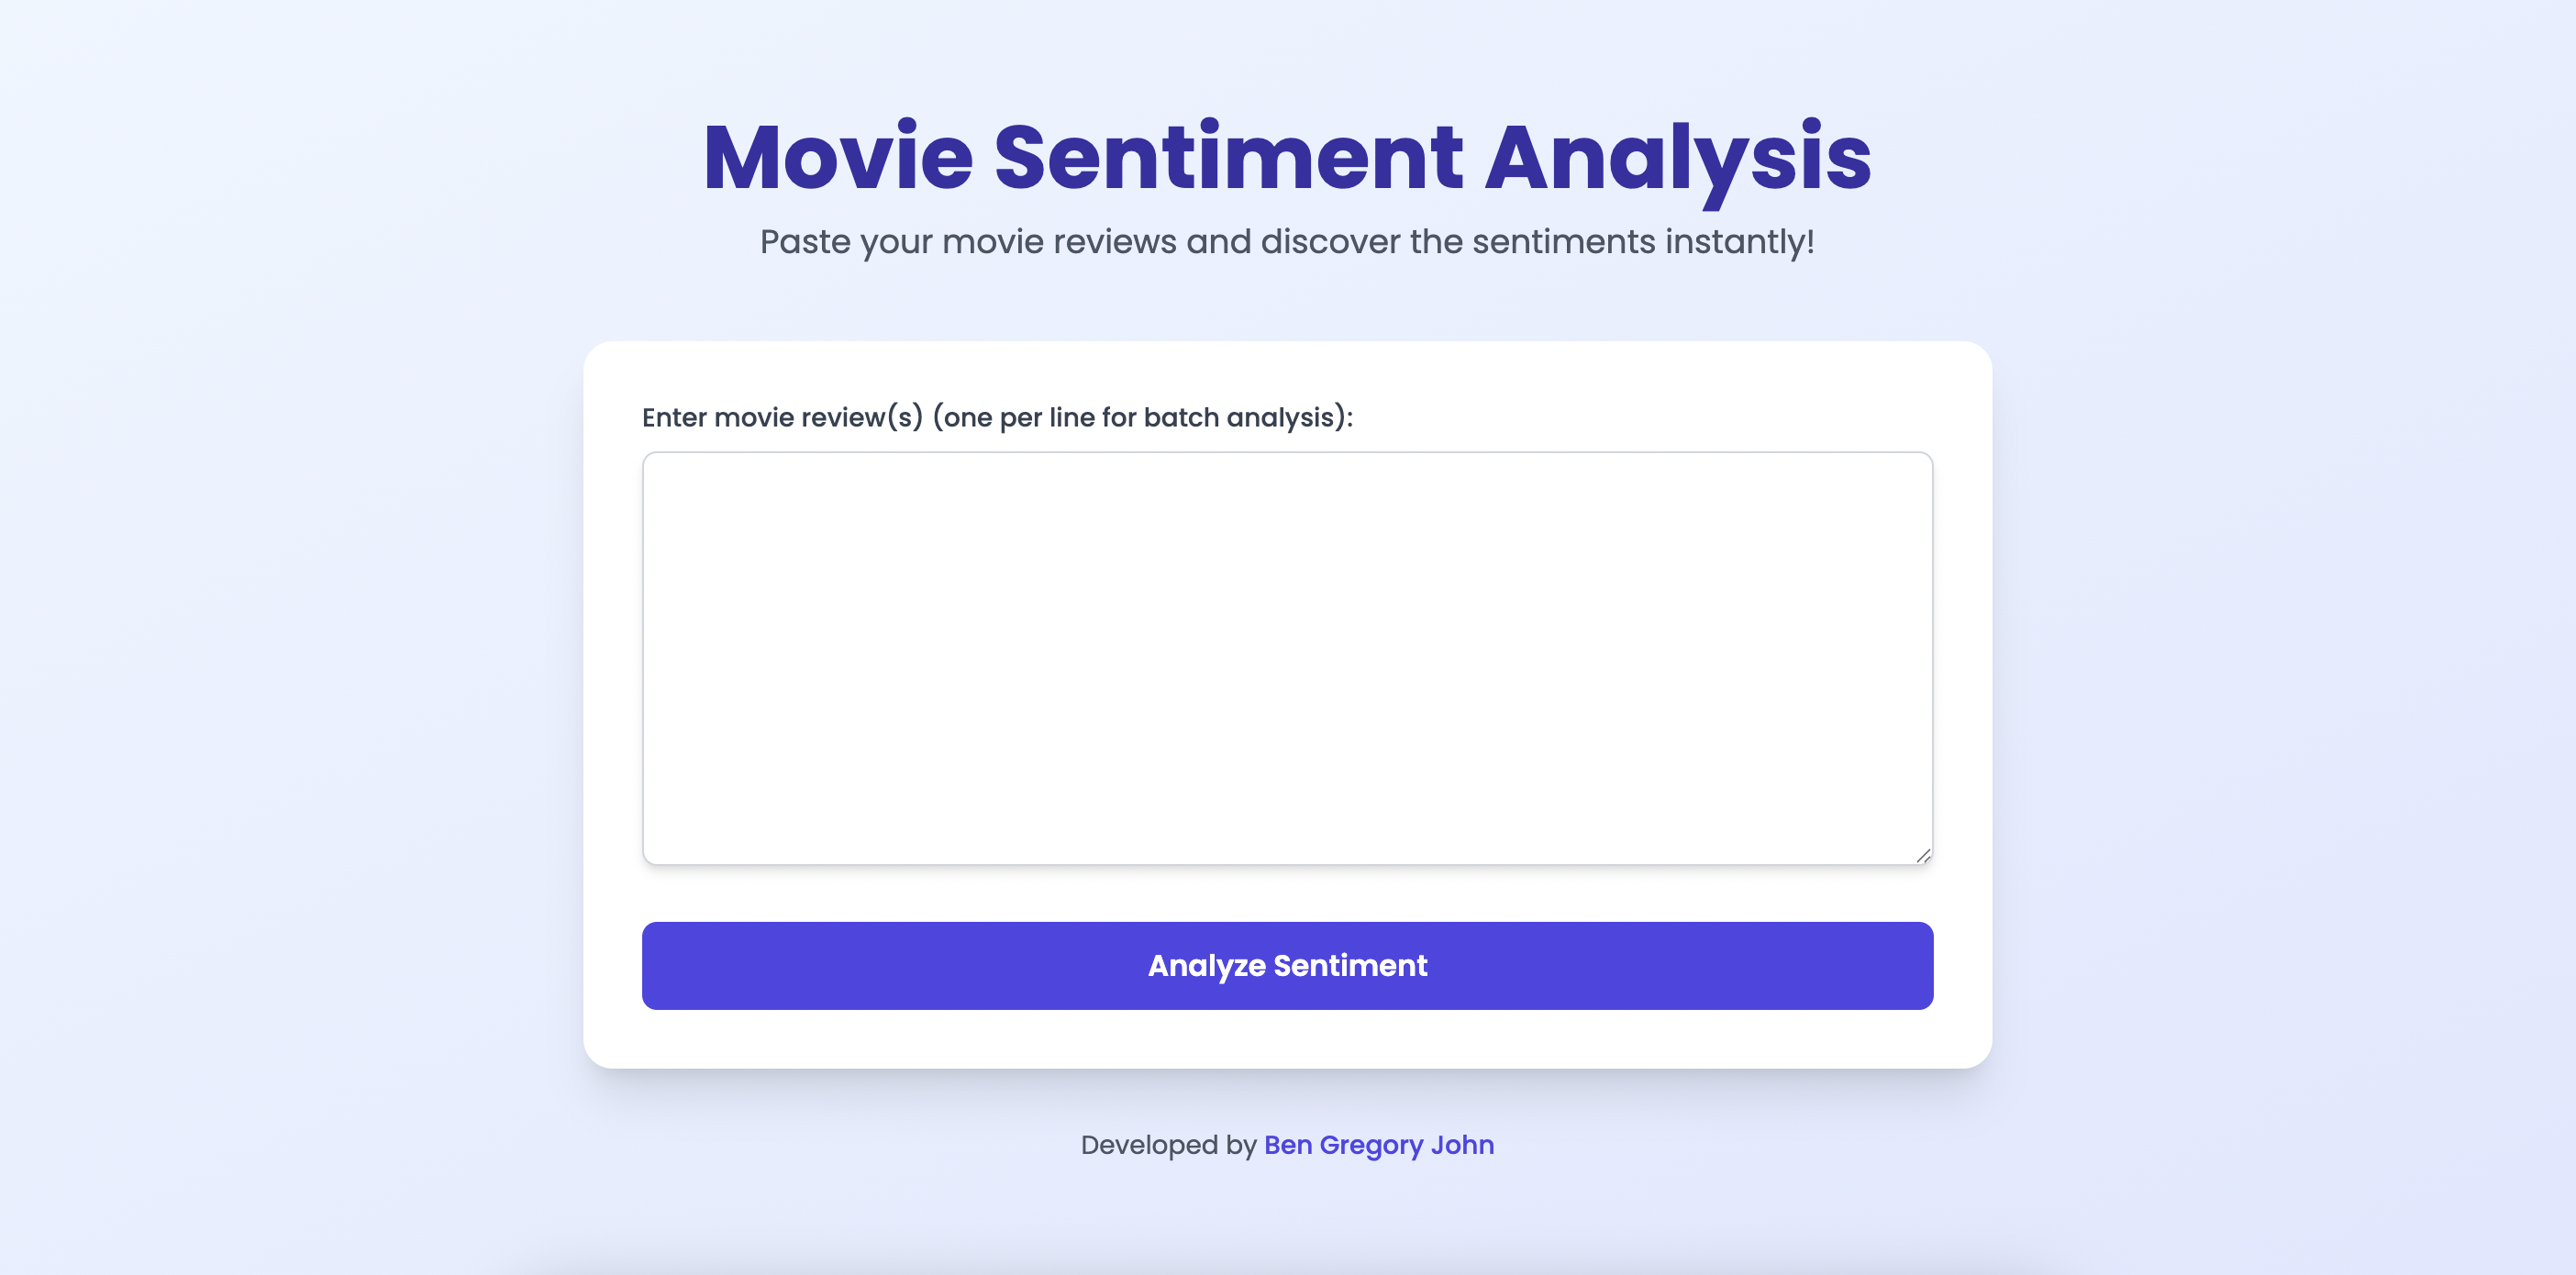 Movie Sentiment Analysis
Paste your movie reviews and discover the sentiments instantly!
Enter movie review(s) (one per line for batch analysis):
Analyze Sentiment
Developed by Ben Gregory John